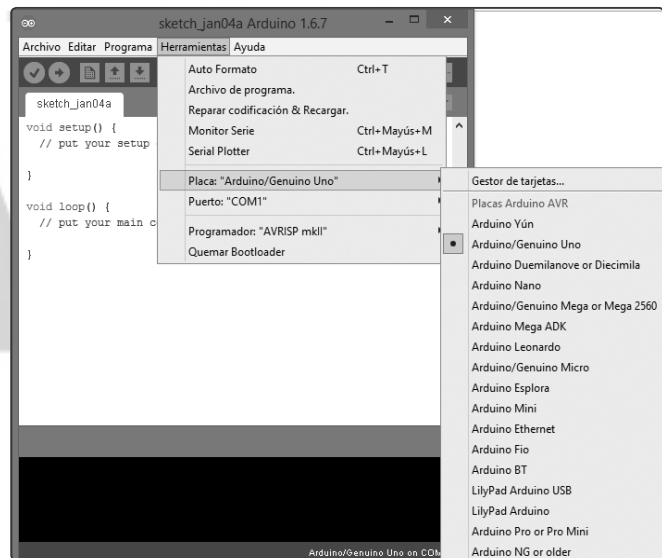 sketch_jan04a Arduino 1.6.7
Archivo Editar Programa Herramientas Ayuda
sketch_jan04a
void setup() {
// put your setup
}
void loop() {
// put your main c
}
Auto Formato Ctrl+T
Archivo de programa.
Reparar codificación & Recargar.
Monitor Serie Ctrl+Mayús+M
Serial Plotter Ctrl+Mayús+L
Placa: "Arduino/Genuino Uno"
Puerto: "COM1"
Programador: "AVRISP mkII"
Quemar Bootloader
Gestor de tarjetas...
Placas Arduino AVR
Arduino Yún
Arduino/Genuino Uno
Arduino Duemilanove or Diecimila
Arduino Nano
Arduino/Genuino Mega or Mega 2560
Arduino Mega ADK
Arduino Leonardo
Arduino/Genuino Micro
Arduino Esplora
Arduino Mini
Arduino Ethernet
Arduino Fio
Arduino BT
LilyPad Arduino USB
LilyPad Arduino
Arduino Pro or Pro Mini
Arduino NG or older
Arduino/Genuino Uno on COM